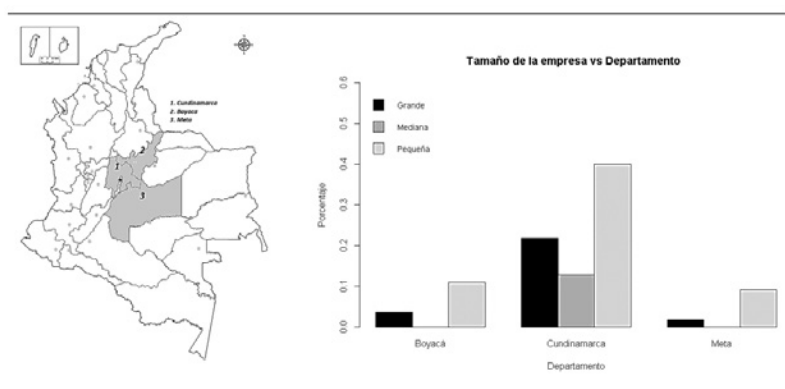 1. Cundinamarca
2. Boyacá
3. Meta
1
2
3
Tamaño de la empresa vs Departamento
Grande
Mediana
Pequeña
Porcentaje
0.6
0.5
0.4
0.3
0.2
0.1
0.0
Boyacá
Cundinamarca
Meta
Departamento